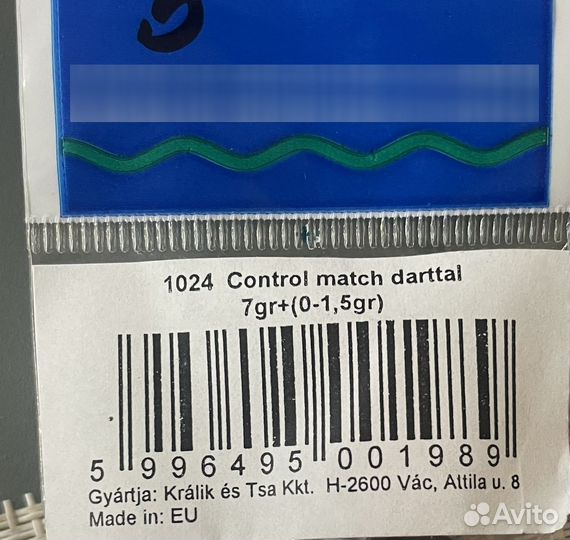 1024 Control match darttal
7gr+(0-1,5gr)
5 996495 001989
Gyártja: Králik és Tsa Kkt. H-2600 Vác, Attila u. 8
Made in: EU
Avito